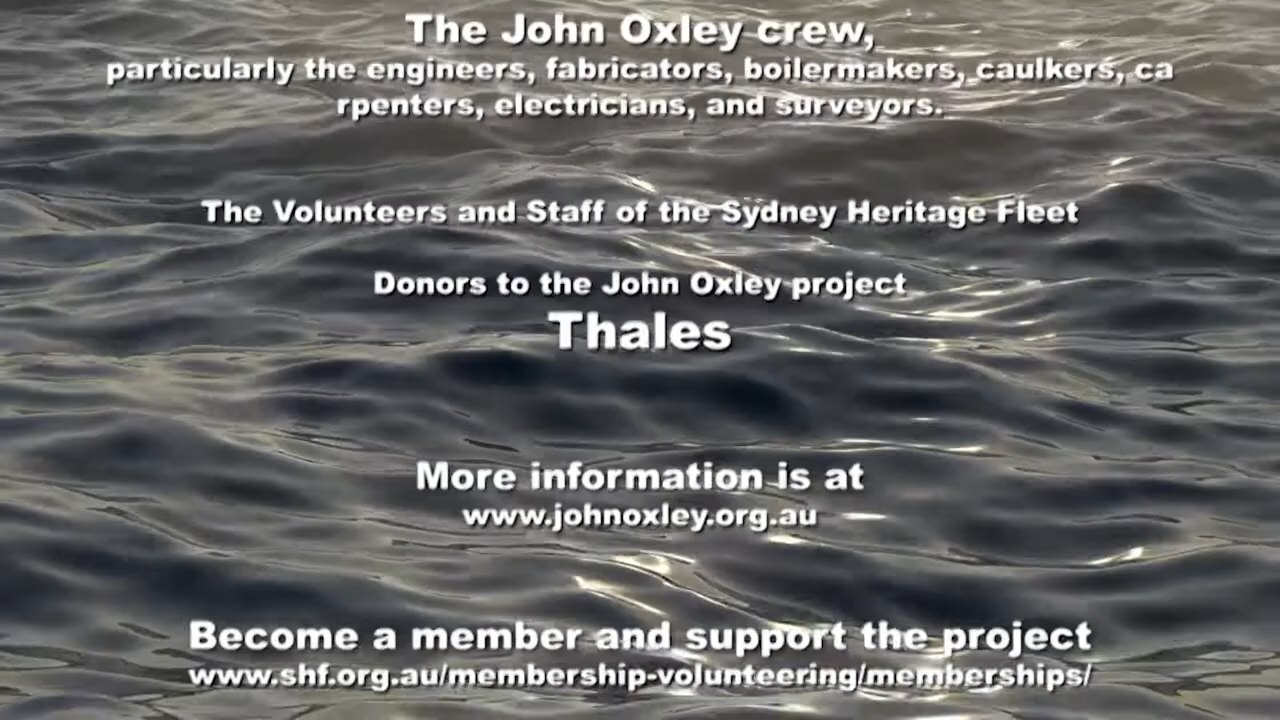 The John Oxley crew,
particularly the engineers, fabricators, boilermakers, caulkers, ca
rpenters, electricians, and surveyors.
The Volunteers and Staff of the Sydney Heritage Fleet
Donors to the John Oxley project
Thales
More information is at
www.johnoxley.org.au
Become a member and support the project
www.shf.org.au/membership-volunteering/memberships/